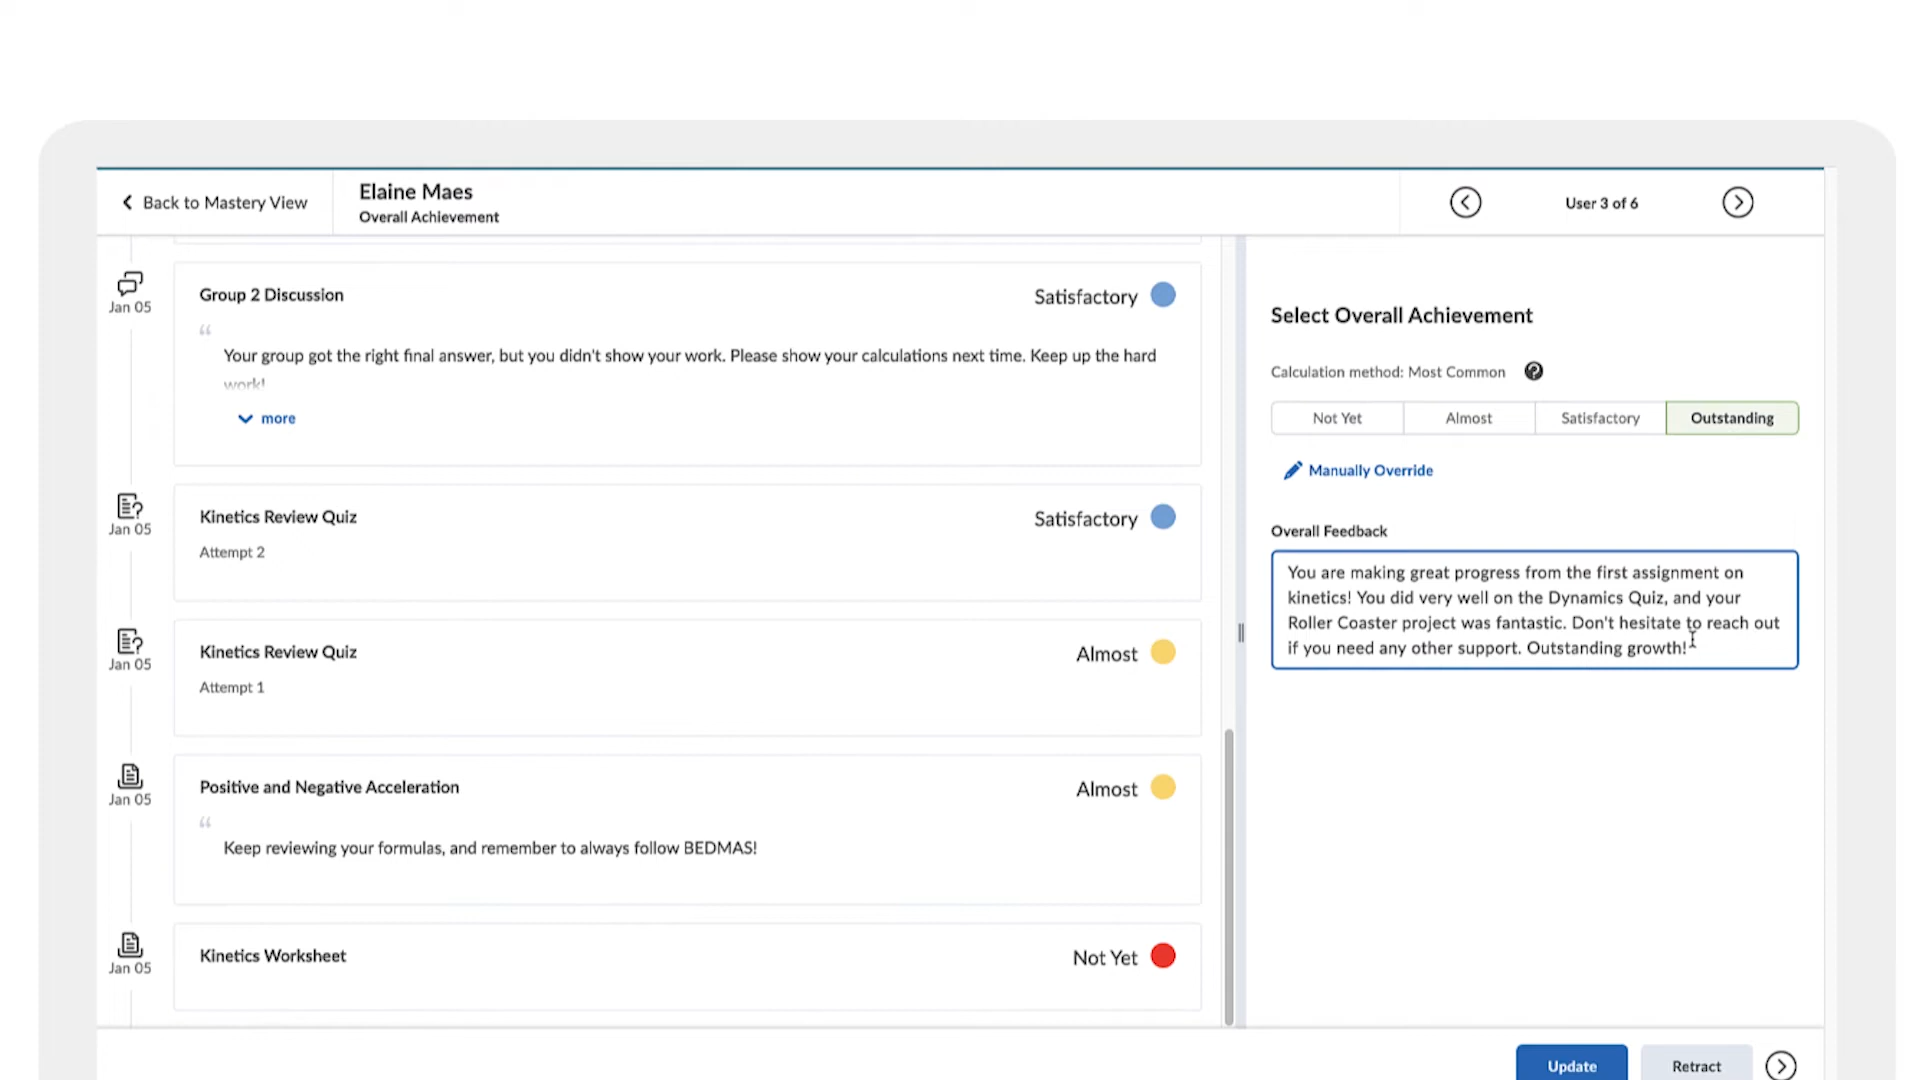 Back to Mastery View
Elaine Maes
Overall Achievement
User 3 of 6
Jan 05
Group 2 Discussion
Satisfactory
“
Your group got the right final answer, but you didn't show your work. Please show your calculations next time. Keep up the hard
work!
more
Jan 05
Kinetics Review Quiz
Satisfactory
Attempt 2
Jan 05
Kinetics Review Quiz
Almost
Attempt 1
Jan 05
Positive and Negative Acceleration
Almost
“
Keep reviewing your formulas, and remember to always follow BEDMAS!
Jan 05
Kinetics Worksheet
Not Yet
Select Overall Achievement
Calculation method: Most Common
Not Yet
Almost
Satisfactory
Outstanding
Manually Override
Overall Feedback
You are making great progress from the first assignment on
kinetics! You did very well on the Dynamics Quiz, and your
Roller Coaster project was fantastic. Don't hesitate to reach out
if you need any other support. Outstanding growth!
Update
Retract